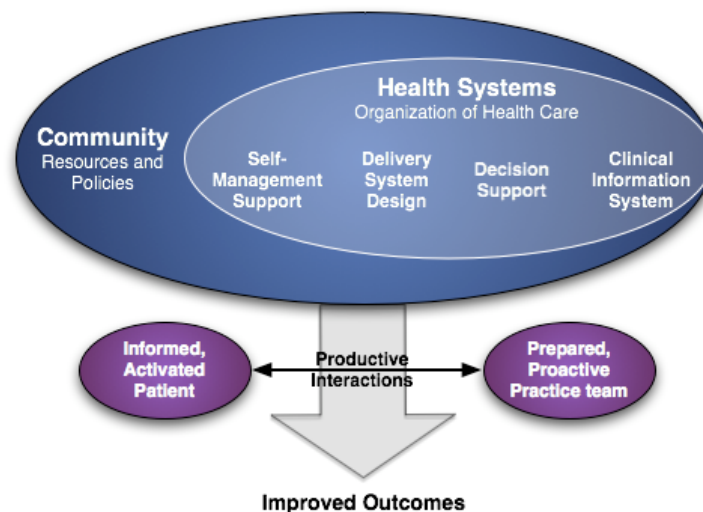 Health Systems
Organization of Health Care
Community
Resources and
Policies
Self-
Management
Support
Delivery
System
Design
Decision
Support
Clinical
Information
System
Informed,
Activated
Patient
Productive
Interactions
Prepared,
Proactive
Practice team
Improved Outcomes